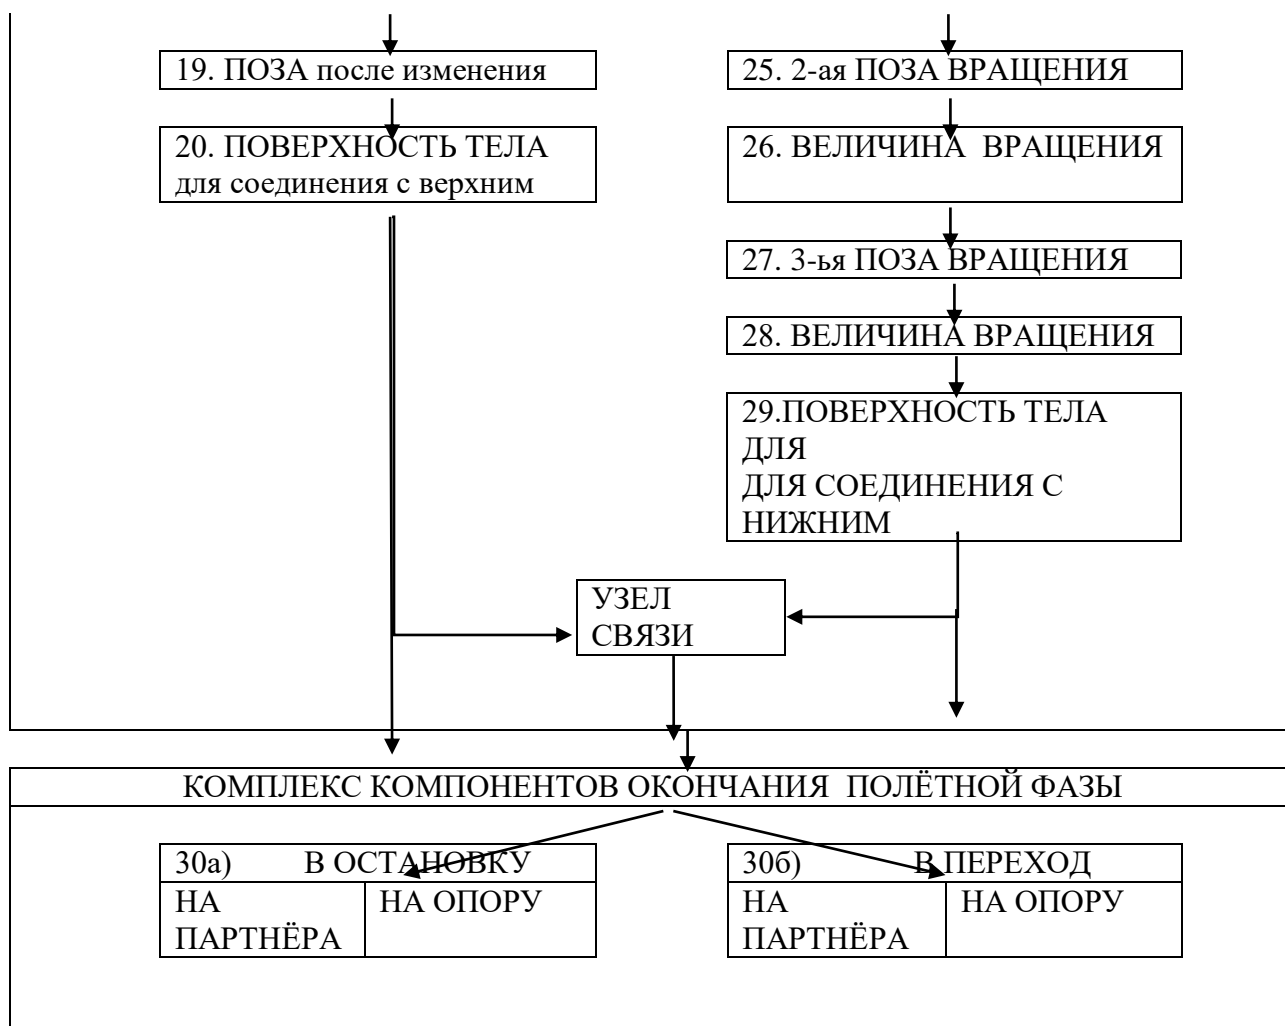 19. ПОЗА после изменения
20. ПОВЕРХНОСТЬ ТЕЛА
для соединения с верхним
25. 2-ая ПОЗА ВРАЩЕНИЯ
26. ВЕЛИЧИНА  ВРАЩЕНИЯ
27. 3-ья ПОЗА ВРАЩЕНИЯ
28. ВЕЛИЧИНА ВРАЩЕНИЯ
29.ПОВЕРХНОСТЬ ТЕЛА
ДЛЯ
ДЛЯ СОЕДИНЕНИЯ С
НИЖНИМ
УЗЕЛ
СВЯЗИ
КОМПЛЕКС КОМПОНЕНТОВ ОКОНЧАНИЯ  ПОЛЁТНОЙ ФАЗЫ
30а) В ОСТАНОВКУ
НА
ПАРТНЁРА
НА ОПОРУ
30б) В ПЕРЕХОД
НА
ПАРТНЁРА
НА ОПОРУ